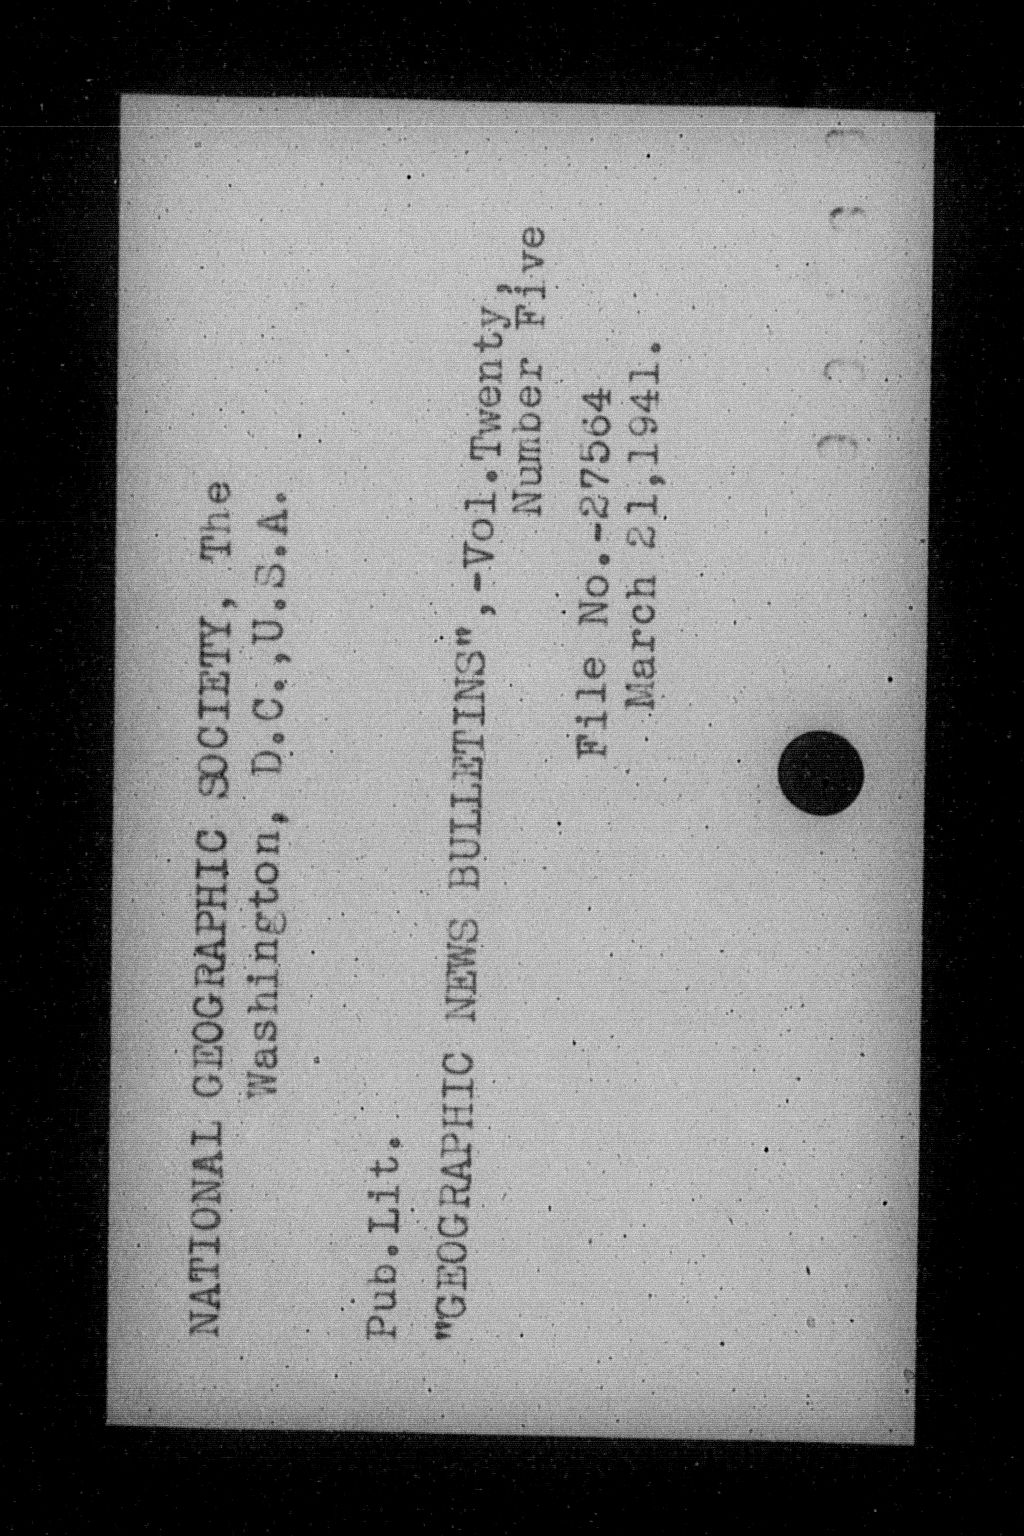 NATIONAL GEOGRAPHIC SOCIETY, The
Washington, D.C.,U.S.A.
Pub.Lit.
"GEOGRAPHIC NEWS BULLETINS",-Vol.Twenty,
Number Five
File No.-27564
March 21,1941.